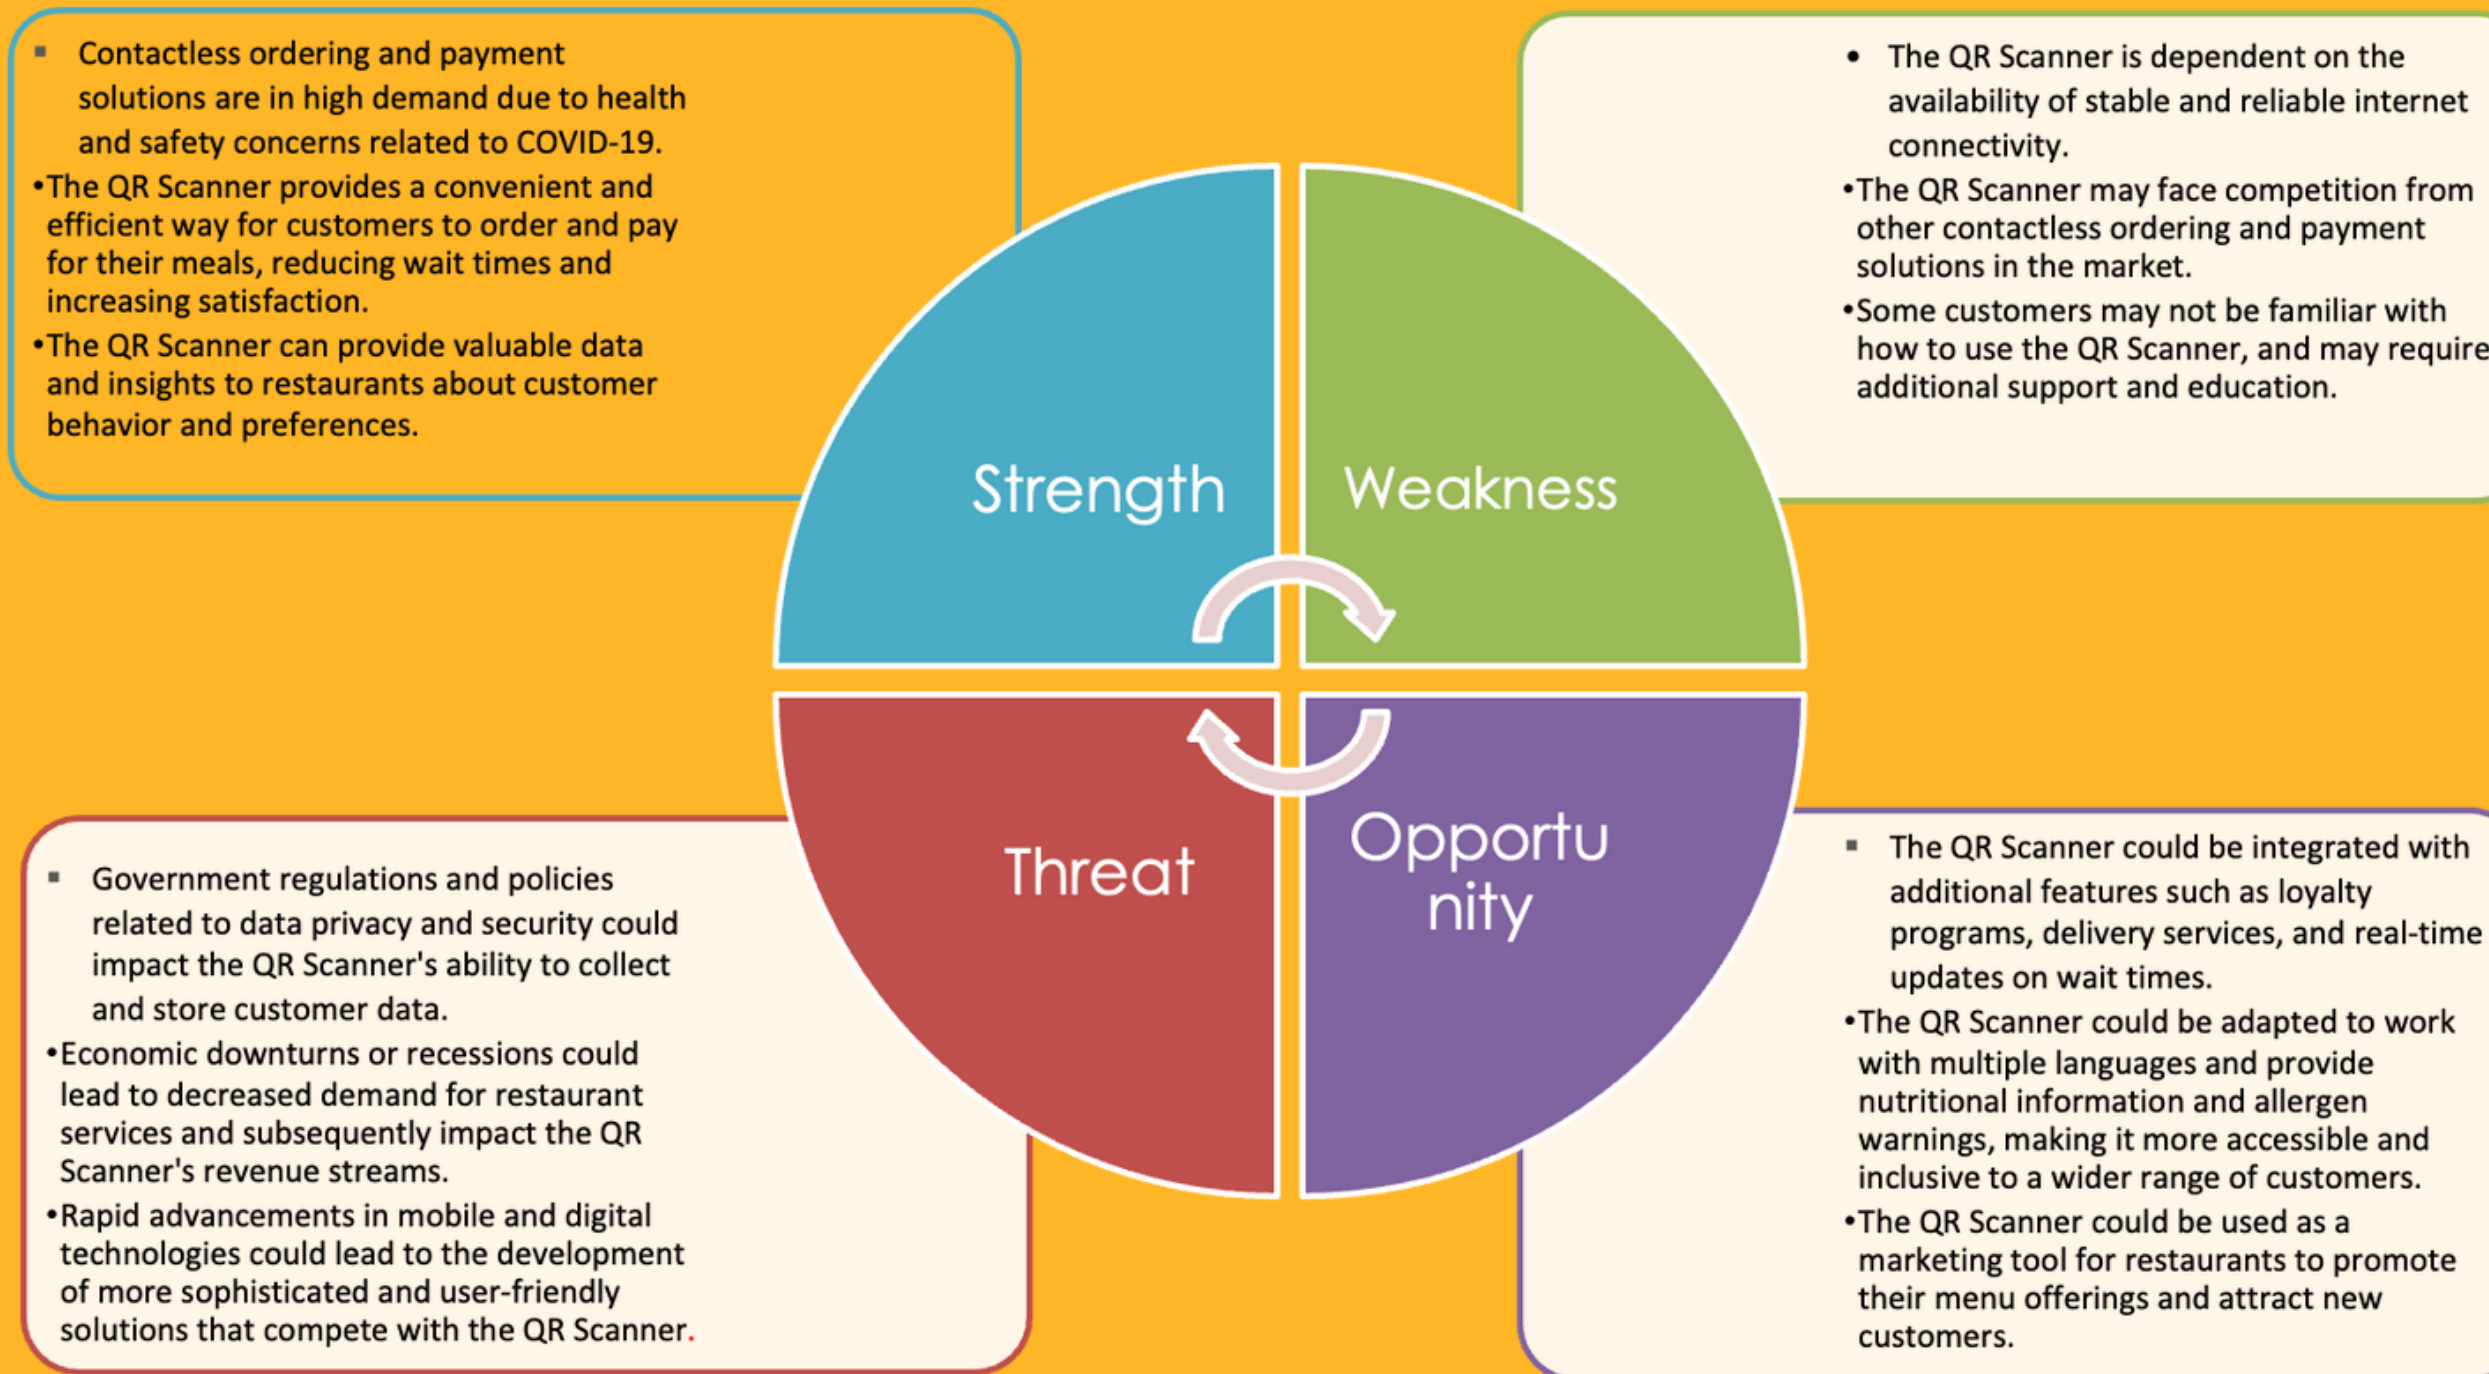 ▪ Contactless ordering and payment
solutions are in high demand due to health
and safety concerns related to COVID-19.
•The QR Scanner provides a convenient and
efficient way for customers to order and pay
for their meals, reducing wait times and
increasing satisfaction.
•The QR Scanner can provide valuable data
and insights to restaurants about customer
behavior and preferences.
• The QR Scanner is dependent on the
availability of stable and reliable internet
connectivity.
•The QR Scanner may face competition from
other contactless ordering and payment
solutions in the market.
•Some customers may not be familiar with
how to use the QR Scanner, and may require
additional support and education.
Strength
Weakness
Threat
Opportu
nity
▪ Government regulations and policies
related to data privacy and security could
impact the QR Scanner's ability to collect
and store customer data.
•Economic downturns or recessions could
lead to decreased demand for restaurant
services and subsequently impact the QR
Scanner's revenue streams.
•Rapid advancements in mobile and digital
technologies could lead to the development
of more sophisticated and user-friendly
solutions that compete with the QR Scanner.
▪ The QR Scanner could be integrated with
additional features such as loyalty
programs, delivery services, and real-time
updates on wait times.
•The QR Scanner could be adapted to work
with multiple languages and provide
nutritional information and allergen
warnings, making it more accessible and
inclusive to a wider range of customers.
•The QR Scanner could be used as a
marketing tool for restaurants to promote
their menu offerings and attract new
customers.